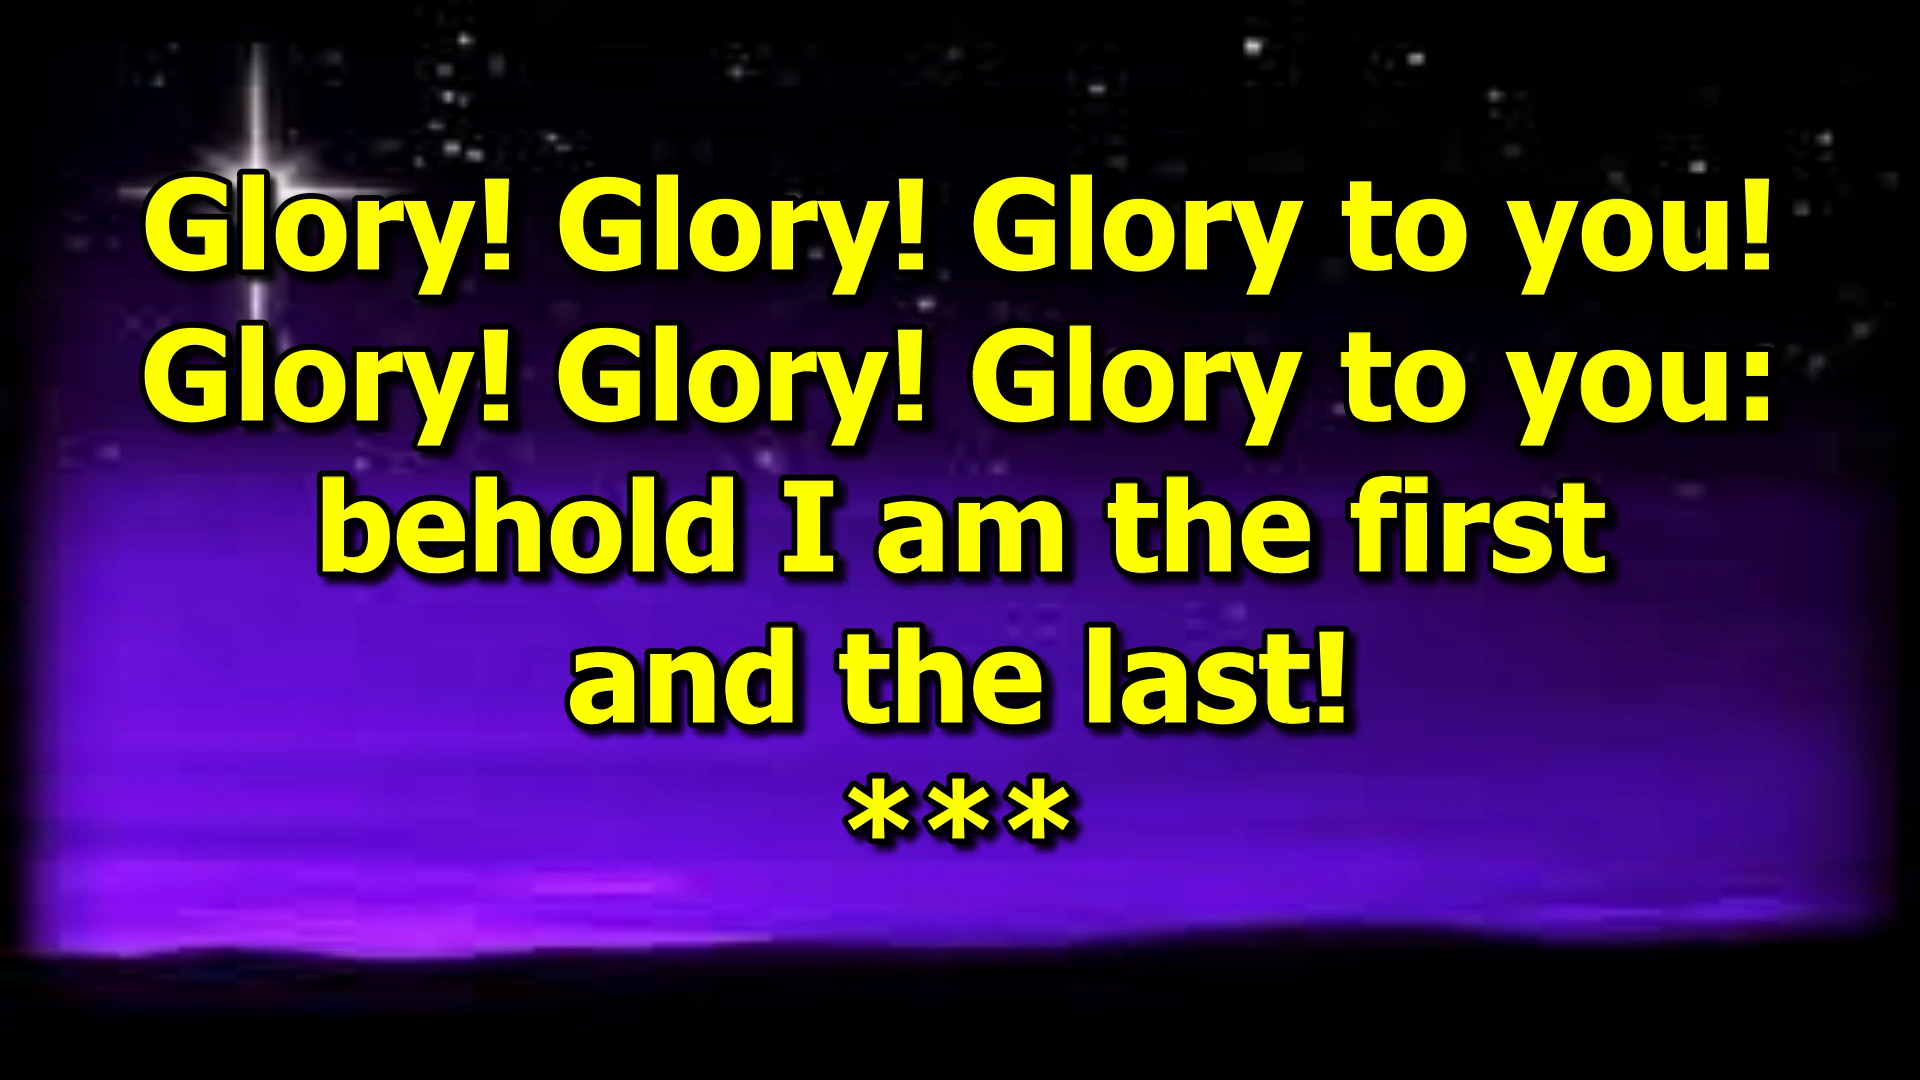 Glory! Glory! Glory to you!
Glory! Glory! Glory to you:
behold I am the first
and the last!
***